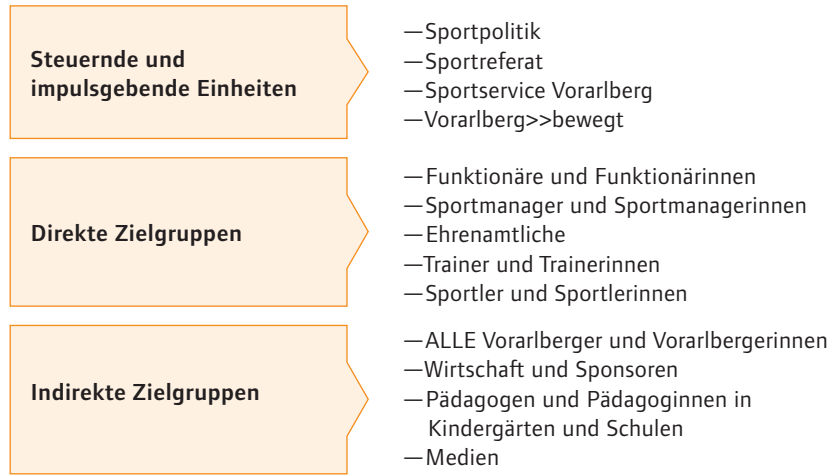 Steuernde und
impulsgebende Einheiten
—Sportpolitik
—Sportreferat
—Sportservice Vorarlberg
—Vorarlberg>>bewegt
Direkte Zielgruppen
—Funktionäre und Funktionärinnen
—Sportmanager und Sportmanagerinnen
—Ehrenamtliche
—Trainer und Trainerinnen
—Sportler und Sportlerinnen
Indirekte Zielgruppen
—ALLE Vorarlberger und Vorarlbergerinnen
—Wirtschaft und Sponsoren
—Pädagogen und Pädagoginnen in
Kindergärten und Schulen
—Medien